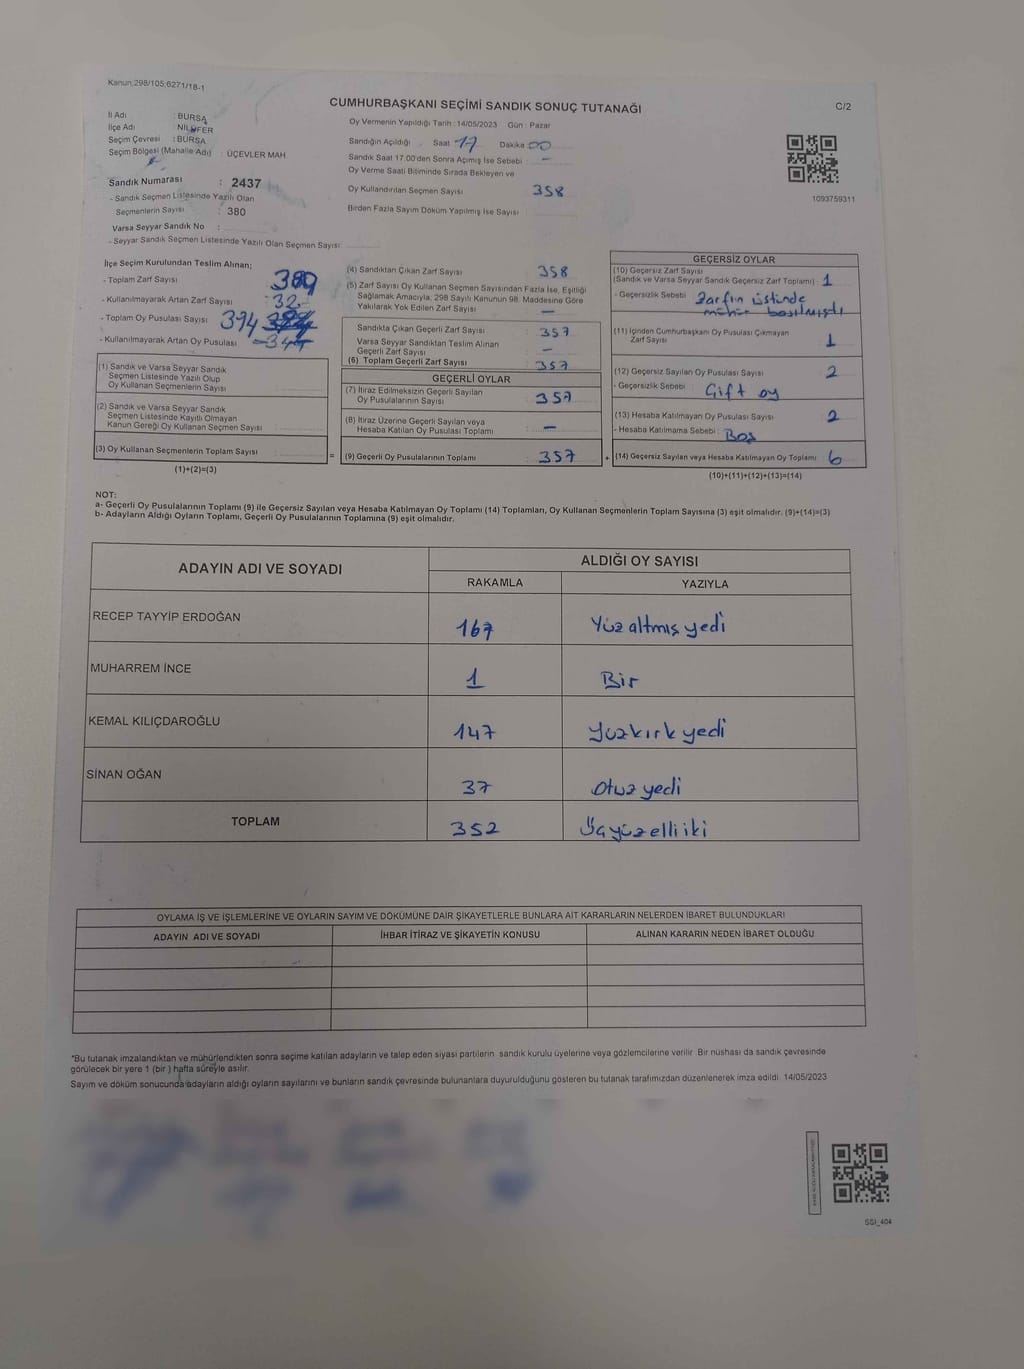 Kanun:298/105;6271/18-1
CUMHURBAŞKANI SEÇİMİ SANDIK SONUÇ TUTANAĞI
C/2
İl Adı : BURSA
İlçe Adı : NİLÜFER
Seçim Çevresi : BURSA
Seçim Bölgesi (Mahalle Adı) : ÜÇEVLER MAH.
Sandık Numarası : 2437
- Sandık Seçmen Listesinde Yazılı Olan
Seçmenlerin Sayısı : 380
Varsa Seyyar Sandık No :
- Seyyar Sandık Seçmen Listesinde Yazılı Olan Seçmen Sayısı:
Oy Vermenin Yapıldığı Tarih : 14/05/2023 Gün : Pazar
Sandığın Açıldığı : Saat 17 Dakika 00
Sandık Saat 17.00'den Sonra Açılmış İse Sebebi : -
Oy Verme Saati Bitiminde Sırada Bekleyen ve
Oy Kullandırılan Seçmen Sayısı : 358
Birden Fazla Sayım Döküm Yapılmış İse Sayısı :
1093759311
İlçe Seçim Kurulundan Teslim Alınan;
- Toplam Zarf Sayısı
- Kullanılmayarak Artan Zarf Sayısı : 32
- Toplam Oy Pusulası Sayısı : 394
- Kullanılmayarak Artan Oy Pusulası
(1) Sandık ve Varsa Seyyar Sandık
Seçmen Listesinde Yazılı Olup
Oy Kullanan Seçmenlerin Sayısı :
(2) Sandık ve Varsa Seyyar Sandık
Seçmen Listesinde Kayıtlı Olmayan
Kanun Gereği Oy Kullanan Seçmen Sayısı :
(3) Oy Kullanan Seçmenlerin Toplam Sayısı :
(1)+(2)=(3)
(4) Sandıktan Çıkan Zarf Sayısı : 358
(5) Zarf Sayısı Oy Kullanan Seçmen Sayısından Fazla İse, Eşitliği
Sağlamak Amacıyla, 298 Sayılı Kanunun 98. Maddesine Göre
Yakılarak Yok Edilen Zarf Sayısı : -
Sandıkta Çıkan Geçerli Zarf Sayısı : 357
Varsa Seyyar Sandıktan Teslim Alınan
Geçerli Zarf Sayısı : -
(6) Toplam Geçerli Zarf Sayısı : 357
GEÇERLİ OYLAR
(7) İtiraz Edilmeksizin Geçerli Sayılan
Oy Pusulalarının Sayısı : 357
(8) İtiraz Üzerine Geçerli Sayılan veya
Hesaba Katılan Oy Pusulası Toplamı : -
= (9) Geçerli Oy Pusulalarının Toplamı : 357
GEÇERSİZ OYLAR
(10) Geçersiz Zarf Sayısı
(Sandık ve Varsa Seyyar Sandık Geçersiz Zarf Toplamı) : 1
- Geçersizlik Sebebi : Zarfın üstünde
mühür basılmıştı
(11) İçinden Cumhurbaşkanı Oy Pusulası Çıkmayan
Zarf Sayısı : 1
(12) Geçersiz Sayılan Oy Pusulası Sayısı : 2
- Geçersizlik Sebebi : Çift oy
(13) Hesaba Katılmayan Oy Pusulası Sayısı : 2
- Hesaba Katılmama Sebebi : Boş
+ (14) Geçersiz Sayılan veya Hesaba Katılmayan Oy Toplamı : 6
(10)+(11)+(12)+(13)=(14)
NOT:
a- Geçerli Oy Pusulalarının Toplamı (9) ile Geçersiz Sayılan veya Hesaba Katılmayan Oy Toplamı (14) Toplamları, Oy Kullanan Seçmenlerin Toplam Sayısına (3) eşit olmalıdır. (9)+(14)=(3)
b- Adayların Aldığı Oyların Toplamı, Geçerli Oy Pusulalarının Toplamına (9) eşit olmalıdır.
ADAYIN ADI VE SOYADI
ALDIĞI OY SAYISI
RAKAMLA YAZIYLA
RECEP TAYYİP ERDOĞAN 167 Yüz altmış yedi
MUHARREM İNCE 1 Bir
KEMAL KILIÇDAROĞLU 147 Yüzkırk yedi
SİNAN OĞAN 37 Otuz yedi
TOPLAM 352 Üçyüz elli iki
OYLAMA İŞ VE İŞLEMLERİNE VE OYLARIN SAYIM VE DÖKÜMÜNE DAİR ŞİKAYETLERLE BUNLARA AİT KARARLARIN NELERDEN İBARET BULUNDUKLARI
ADAYIN ADI VE SOYADI İHBAR İTİRAZ VE ŞİKAYETİN KONUSU ALINAN KARARIN NEDEN İBARET OLDUĞU
*Bu tutanak imzalandıktan ve mühürlendikten sonra seçime katılan adayların ve talep eden siyasi partilerin sandık kurulu üyelerine veya gözlemcilerine verilir. Bir nüshası da sandık çevresinde
görülecek bir yere 1 (bir ) hafta süreyle asılır.
Sayım ve döküm sonucunda adayların aldığı oyların sayılarını ve bunların sandık çevresinde bulunanlara duyurulduğunu gösteren bu tutanak tarafımızdan düzenlenerek imza edildi. 14/05/2023
SSI_404